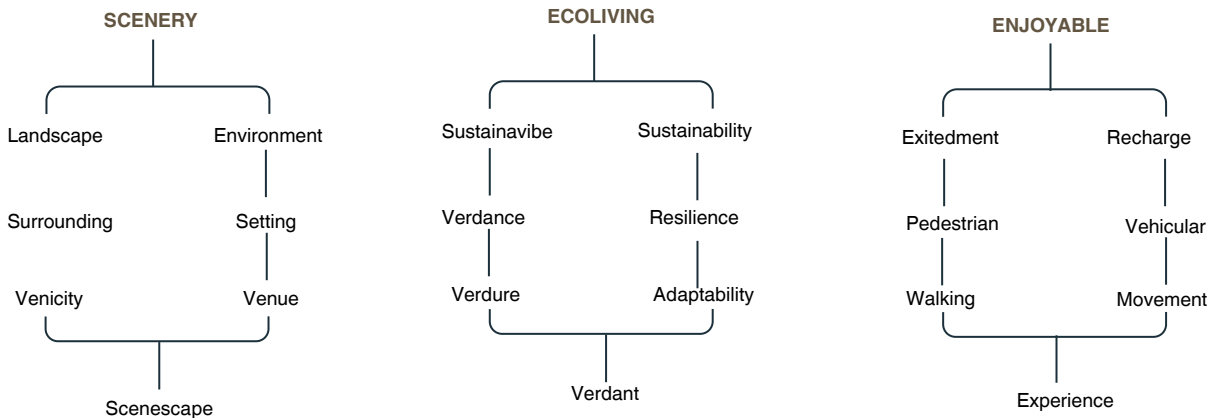 SCENERY
Landscape
Environment
Surrounding
Setting
Venicity
Venue
Scenescape
ECOLIVING
Sustainavibe
Sustainability
Verdance
Resilience
Verdure
Adaptability
Verdant
ENJOYABLE
Exitedment
Recharge
Pedestrian
Vehicular
Walking
Movement
Experience